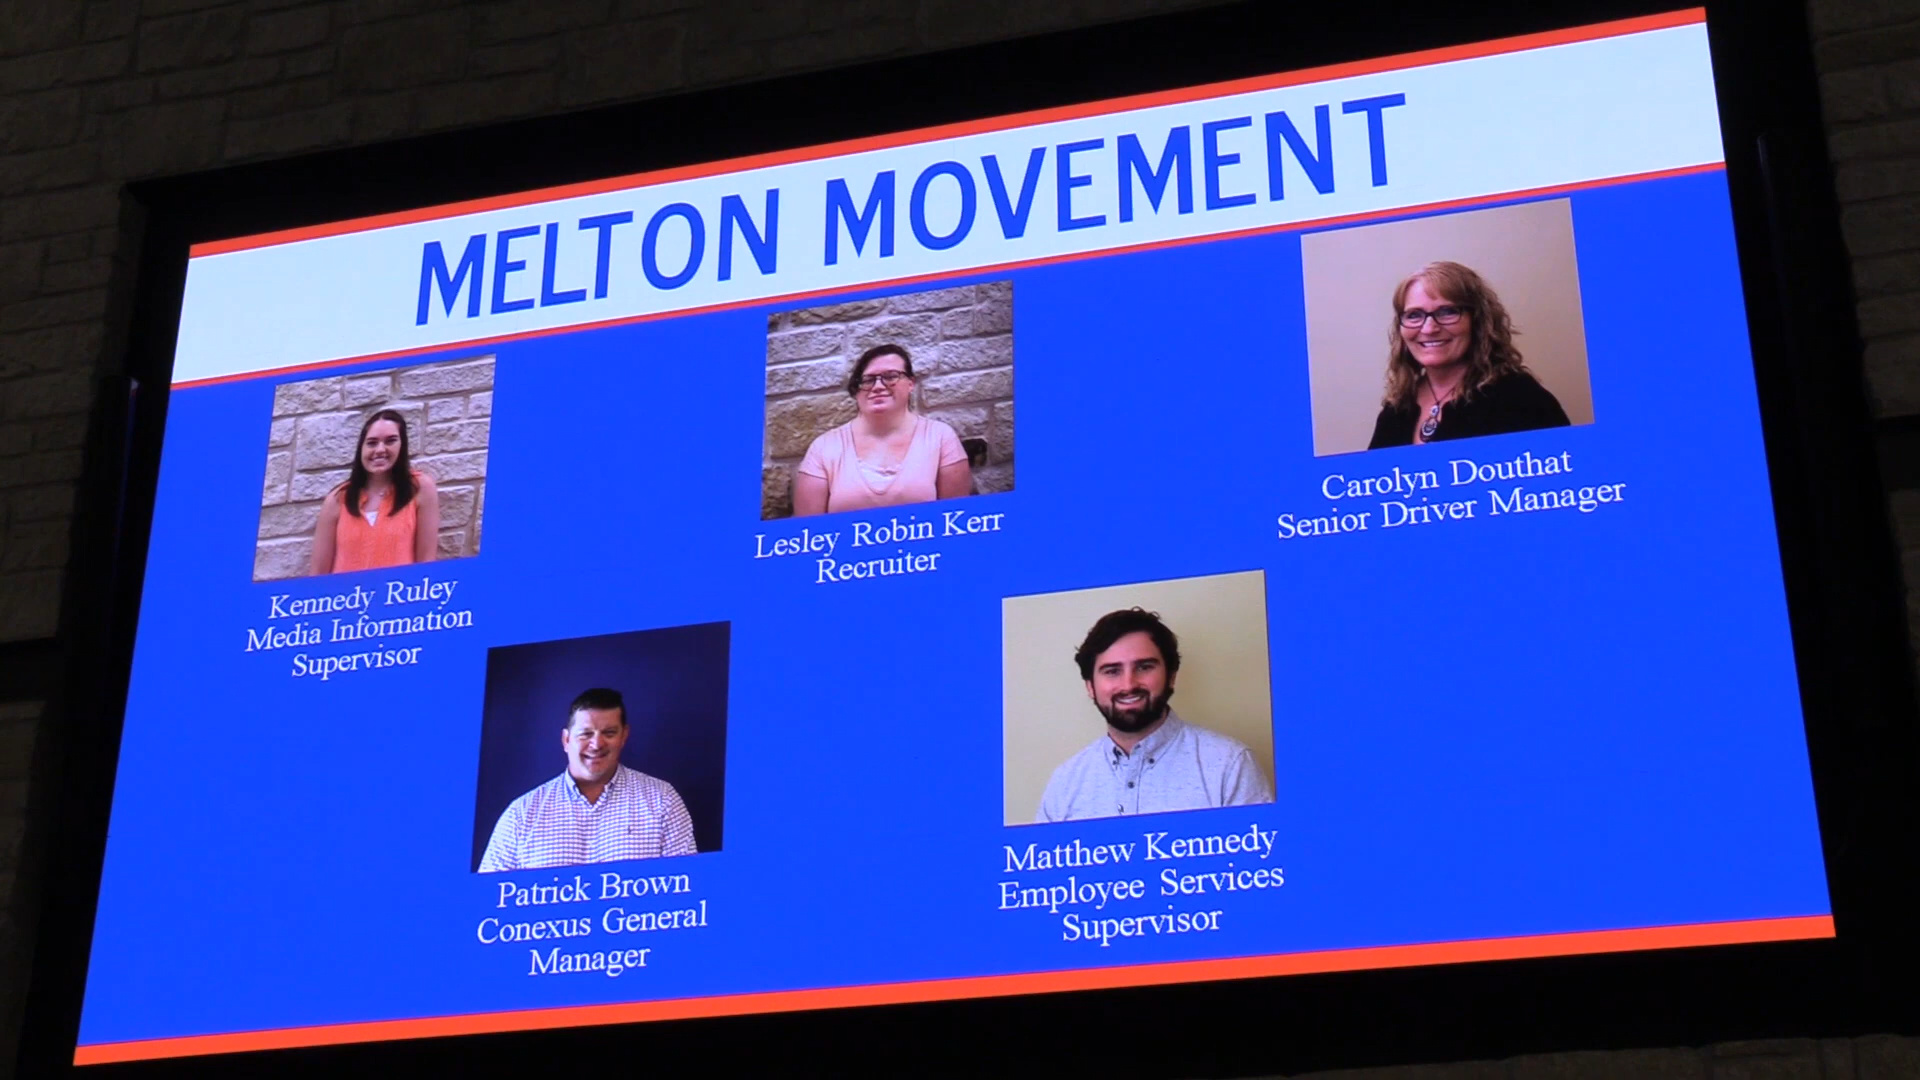 MELTON MOVEMENT
Kennedy Ruley
Media Information
Supervisor
Lesley Robin Kerr
Recruiter
Carolyn Douthat
Senior Driver Manager
Patrick Brown
Conexus General
Manager
Matthew Kennedy
Employee Services
Supervisor